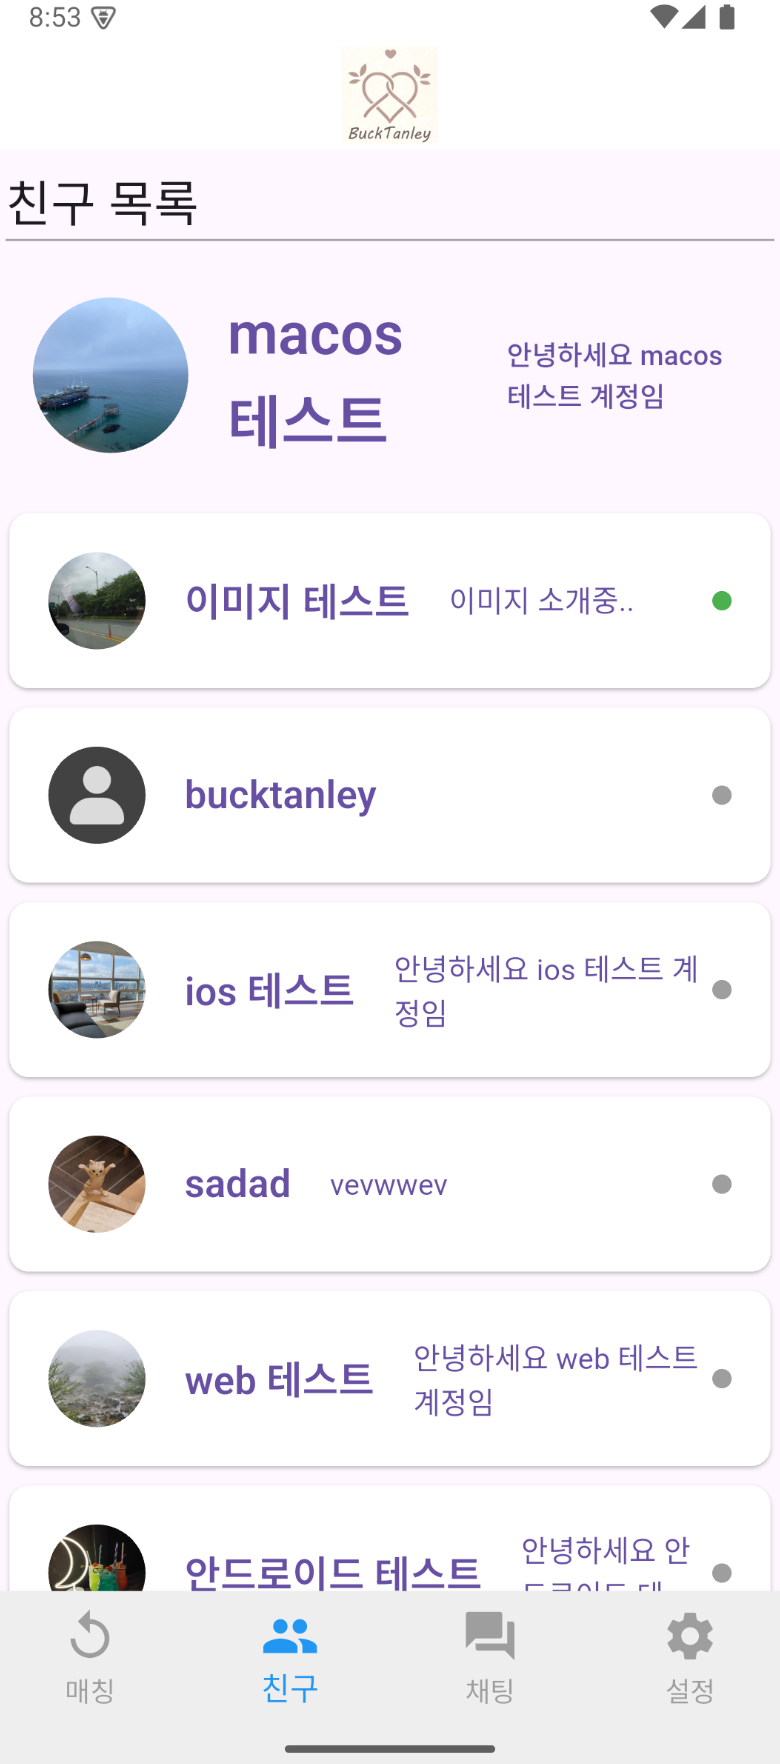 8:53
BuckTanley
친구 목록
macos
테스트
안녕하세요 macos
테스트 계정임
이미지 테스트
이미지 소개중..
bucktanley
ios 테스트
안녕하세요 ios 테스트 계
정임
sadad
vevwwev
web 테스트
안녕하세요 web 테스트
계정임
안드로이드 테스트
안녕하세요 안
매칭
친구
채팅
설정